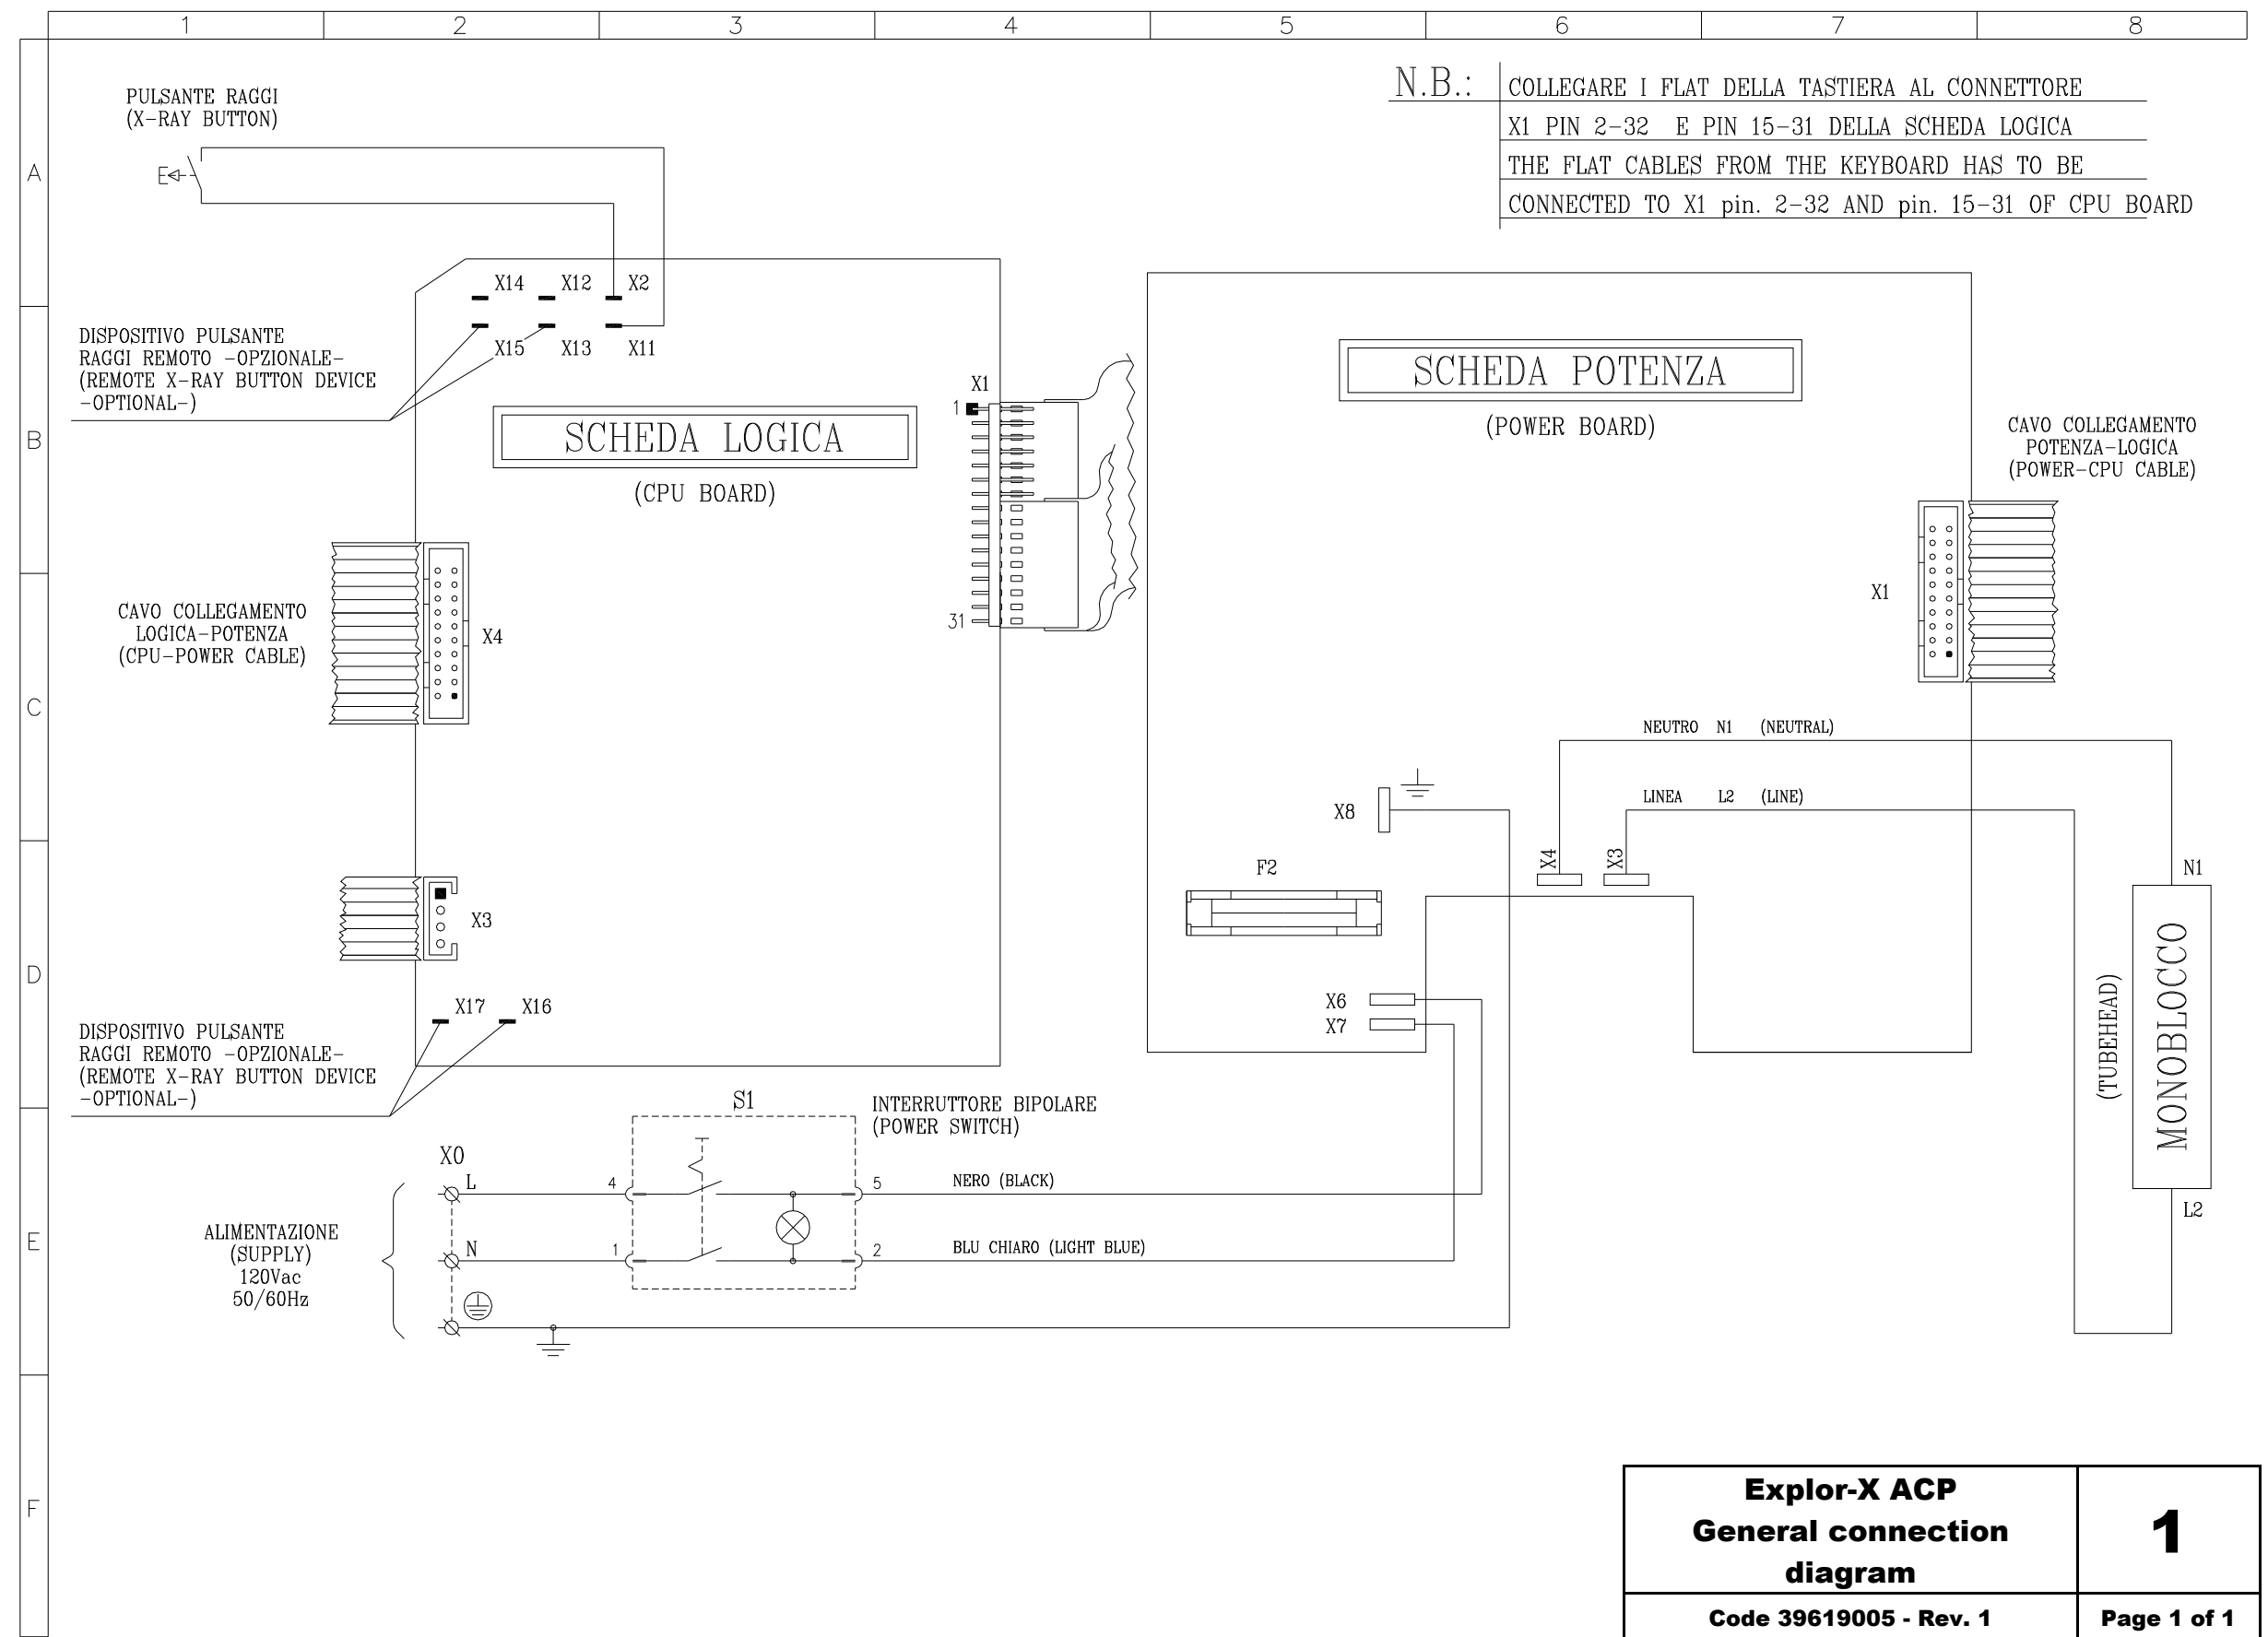 1 2 3 4 5 6 7 8
A
B
C
D
E
F
N.B.: COLLEGARE I FLAT DELLA TASTIERA AL CONNETTORE
X1 PIN 2-32 E PIN 15-31 DELLA SCHEDA LOGICA
THE FLAT CABLES FROM THE KEYBOARD HAS TO BE
CONNECTED TO X1 pin. 2-32 AND pin. 15-31 OF CPU BOARD
PULSANTE RAGGI
(X-RAY BUTTON)
E
X14 X12 X2
X15 X13 X11
DISPOSITIVO PULSANTE
RAGGI REMOTO -OPZIONALE-
(REMOTE X-RAY BUTTON DEVICE
-OPTIONAL-)
SCHEDA LOGICA
(CPU BOARD)
X1
1
31
SCHEDA POTENZA
(POWER BOARD)
CAVO COLLEGAMENTO
POTENZA-LOGICA
(POWER-CPU CABLE)
X1
CAVO COLLEGAMENTO
LOGICA-POTENZA
(CPU-POWER CABLE)
X4
NEUTRO N1 (NEUTRAL)
LINEA L2 (LINE)
X8
X4
X3
F2
N1
MONOBLOCCO
(TUBEHEAD)
L2
X3
X6
X7
X17 X16
DISPOSITIVO PULSANTE
RAGGI REMOTO -OPZIONALE-
(REMOTE X-RAY BUTTON DEVICE
-OPTIONAL-)
S1
INTERRUTTORE BIPOLARE
(POWER SWITCH)
X0
L
4
5
NERO (BLACK)
N
1
2
BLU CHIARO (LIGHT BLUE)
ALIMENTAZIONE
(SUPPLY)
120Vac
50/60Hz
Explor-X ACP
General connection
diagram
1
Code 39619005 - Rev. 1
Page 1 of 1